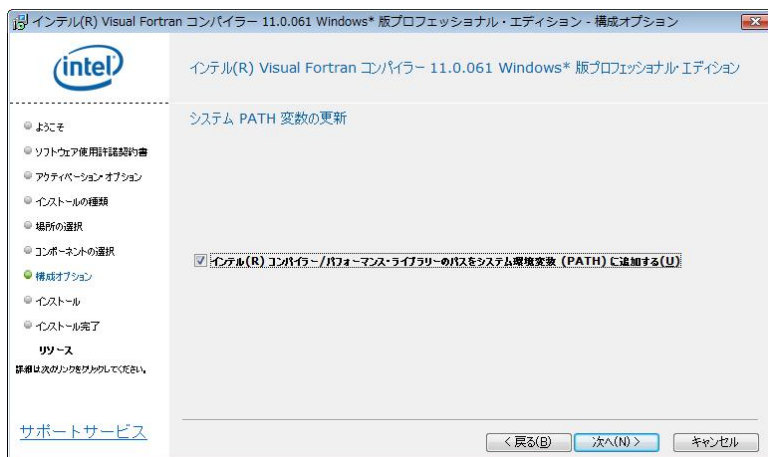 インテル(R) Visual Fortran コンパイラー 11.0.061 Windows* 版プロフェッショナル・エディション - 構成オプション
intel
インテル(R) Visual Fortran コンパイラー 11.0.061 Windows* 版プロフェッショナル・エディション
システム PATH 変数の更新
ようこそ
ソフトウェア使用許諾契約書
アクティベーション・オプション
インストールの種類
場所の選択
コンポーネントの選択
構成オプション
インストール
インストール完了
リソース
詳細は次のリンクをクリックしてください。
サポートサービス
インテル(R) コンパイラー/パフォーマンス・ライブラリーのパスをシステム環境変数 (PATH) に追加する(U)
< 戻る(B)
次へ(N) >
キャンセル